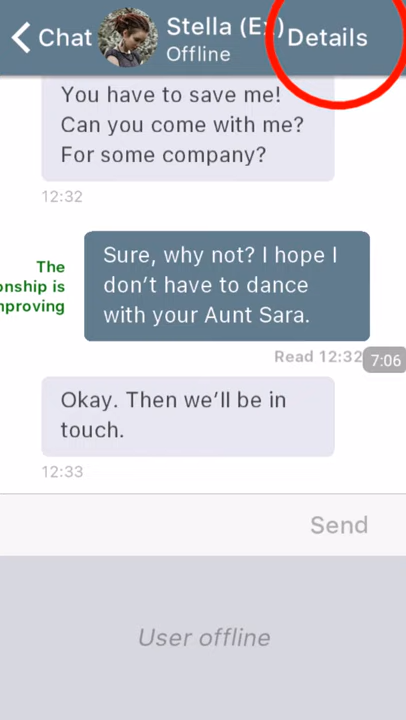 Chat
Stella (Ex)
Details
Offline
You have to save me!
Can you come with me?
For some company?
12:32
Sure, why not? I hope I
don't have to dance
with your Aunt Sara.
The
onship is
nproving
Read 12:32
7:06
Okay. Then we'll be in
touch.
12:33
Send
User offline